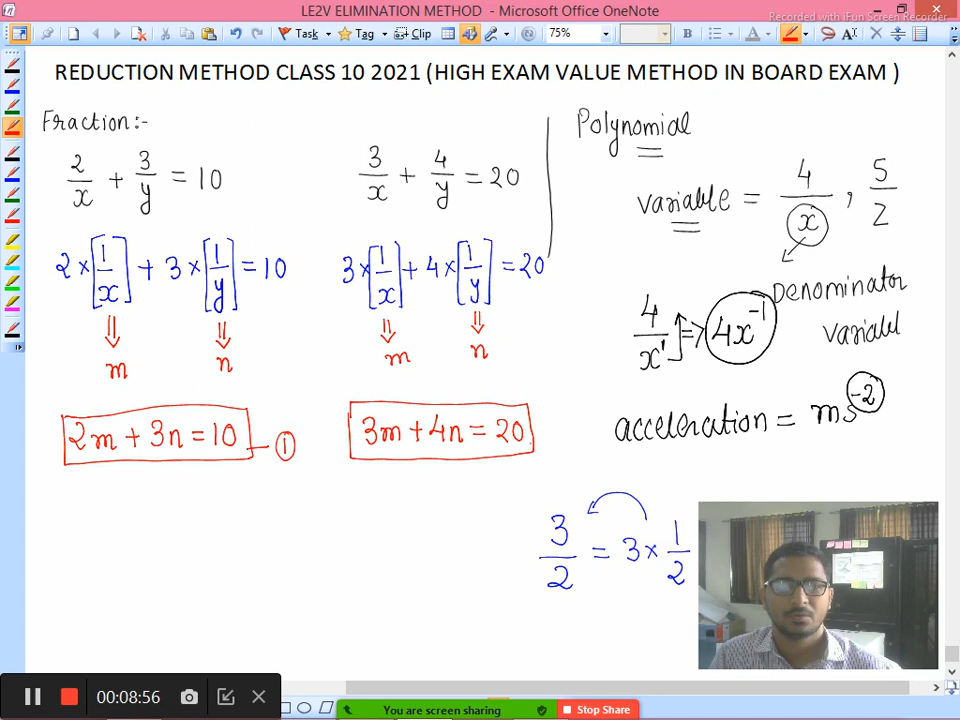 LE2V ELIMINATION METHOD - Microsoft Office OneNote
Recorded with iFun Screen Recorder
Task Tag Clip 75% B A
REDUCTION METHOD CLASS 10 2021 (HIGH EXAM VALUE METHOD IN BOARD EXAM )
Fraction:-
2/x + 3/y = 10
3/x + 4/y = 20
2×[1/x] + 3×[1/y] = 10
3×[1/x] + 4×[1/y] = 20
⇓ ⇓ ⇓ ⇓
m n m n
2m + 3n = 10 — ①
3m + 4n = 20
Polynomial
variable = 4/x , 5/2
Denominator
variabl
4/x¹ => 4x⁻¹
acceleration = ms⁻²
3/2 = 3 × 1/2
00:08:56
You are screen sharing Stop Share